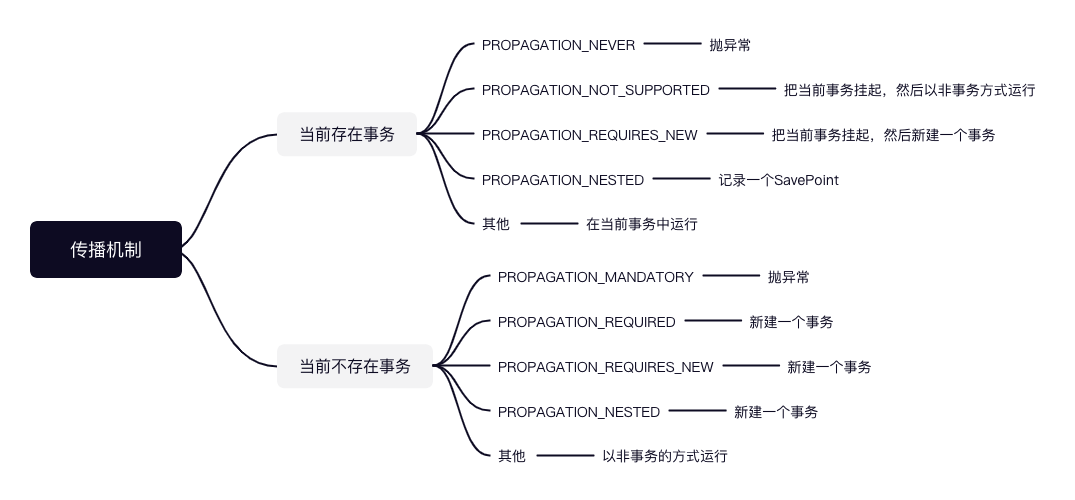 传播机制
当前存在事务
PROPAGATION_NEVER 抛异常
PROPAGATION_NOT_SUPPORTED 把当前事务挂起，然后以非事务方式运行
PROPAGATION_REQUIRES_NEW 把当前事务挂起，然后新建一个事务
PROPAGATION_NESTED 记录一个SavePoint
其他 在当前事务中运行
当前不存在事务
PROPAGATION_MANDATORY 抛异常
PROPAGATION_REQUIRED 新建一个事务
PROPAGATION_REQUIRES_NEW 新建一个事务
PROPAGATION_NESTED 新建一个事务
其他 以非事务的方式运行